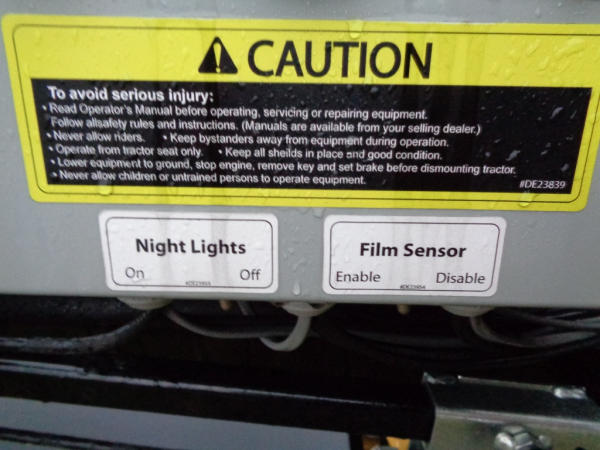 CAUTION
To avoid serious injury:
• Read Operator's Manual before operating, servicing or repairing equipment.
Follow allsafety rules and instructions. (Manuals are available from your selling dealer.)
• Never allow riders. • Keep bystanders away from equipment during operation.
• Operate from tractor seat only. • Keep all sheilds in place and good condition.
• Lower equipment to ground, stop engine, remove key and set brake before dismounting tractor.
• Never allow children or untrained persons to operate equipment.
#DE23839
Night Lights
On Off
Film Sensor
Enable Disable
#DE23954